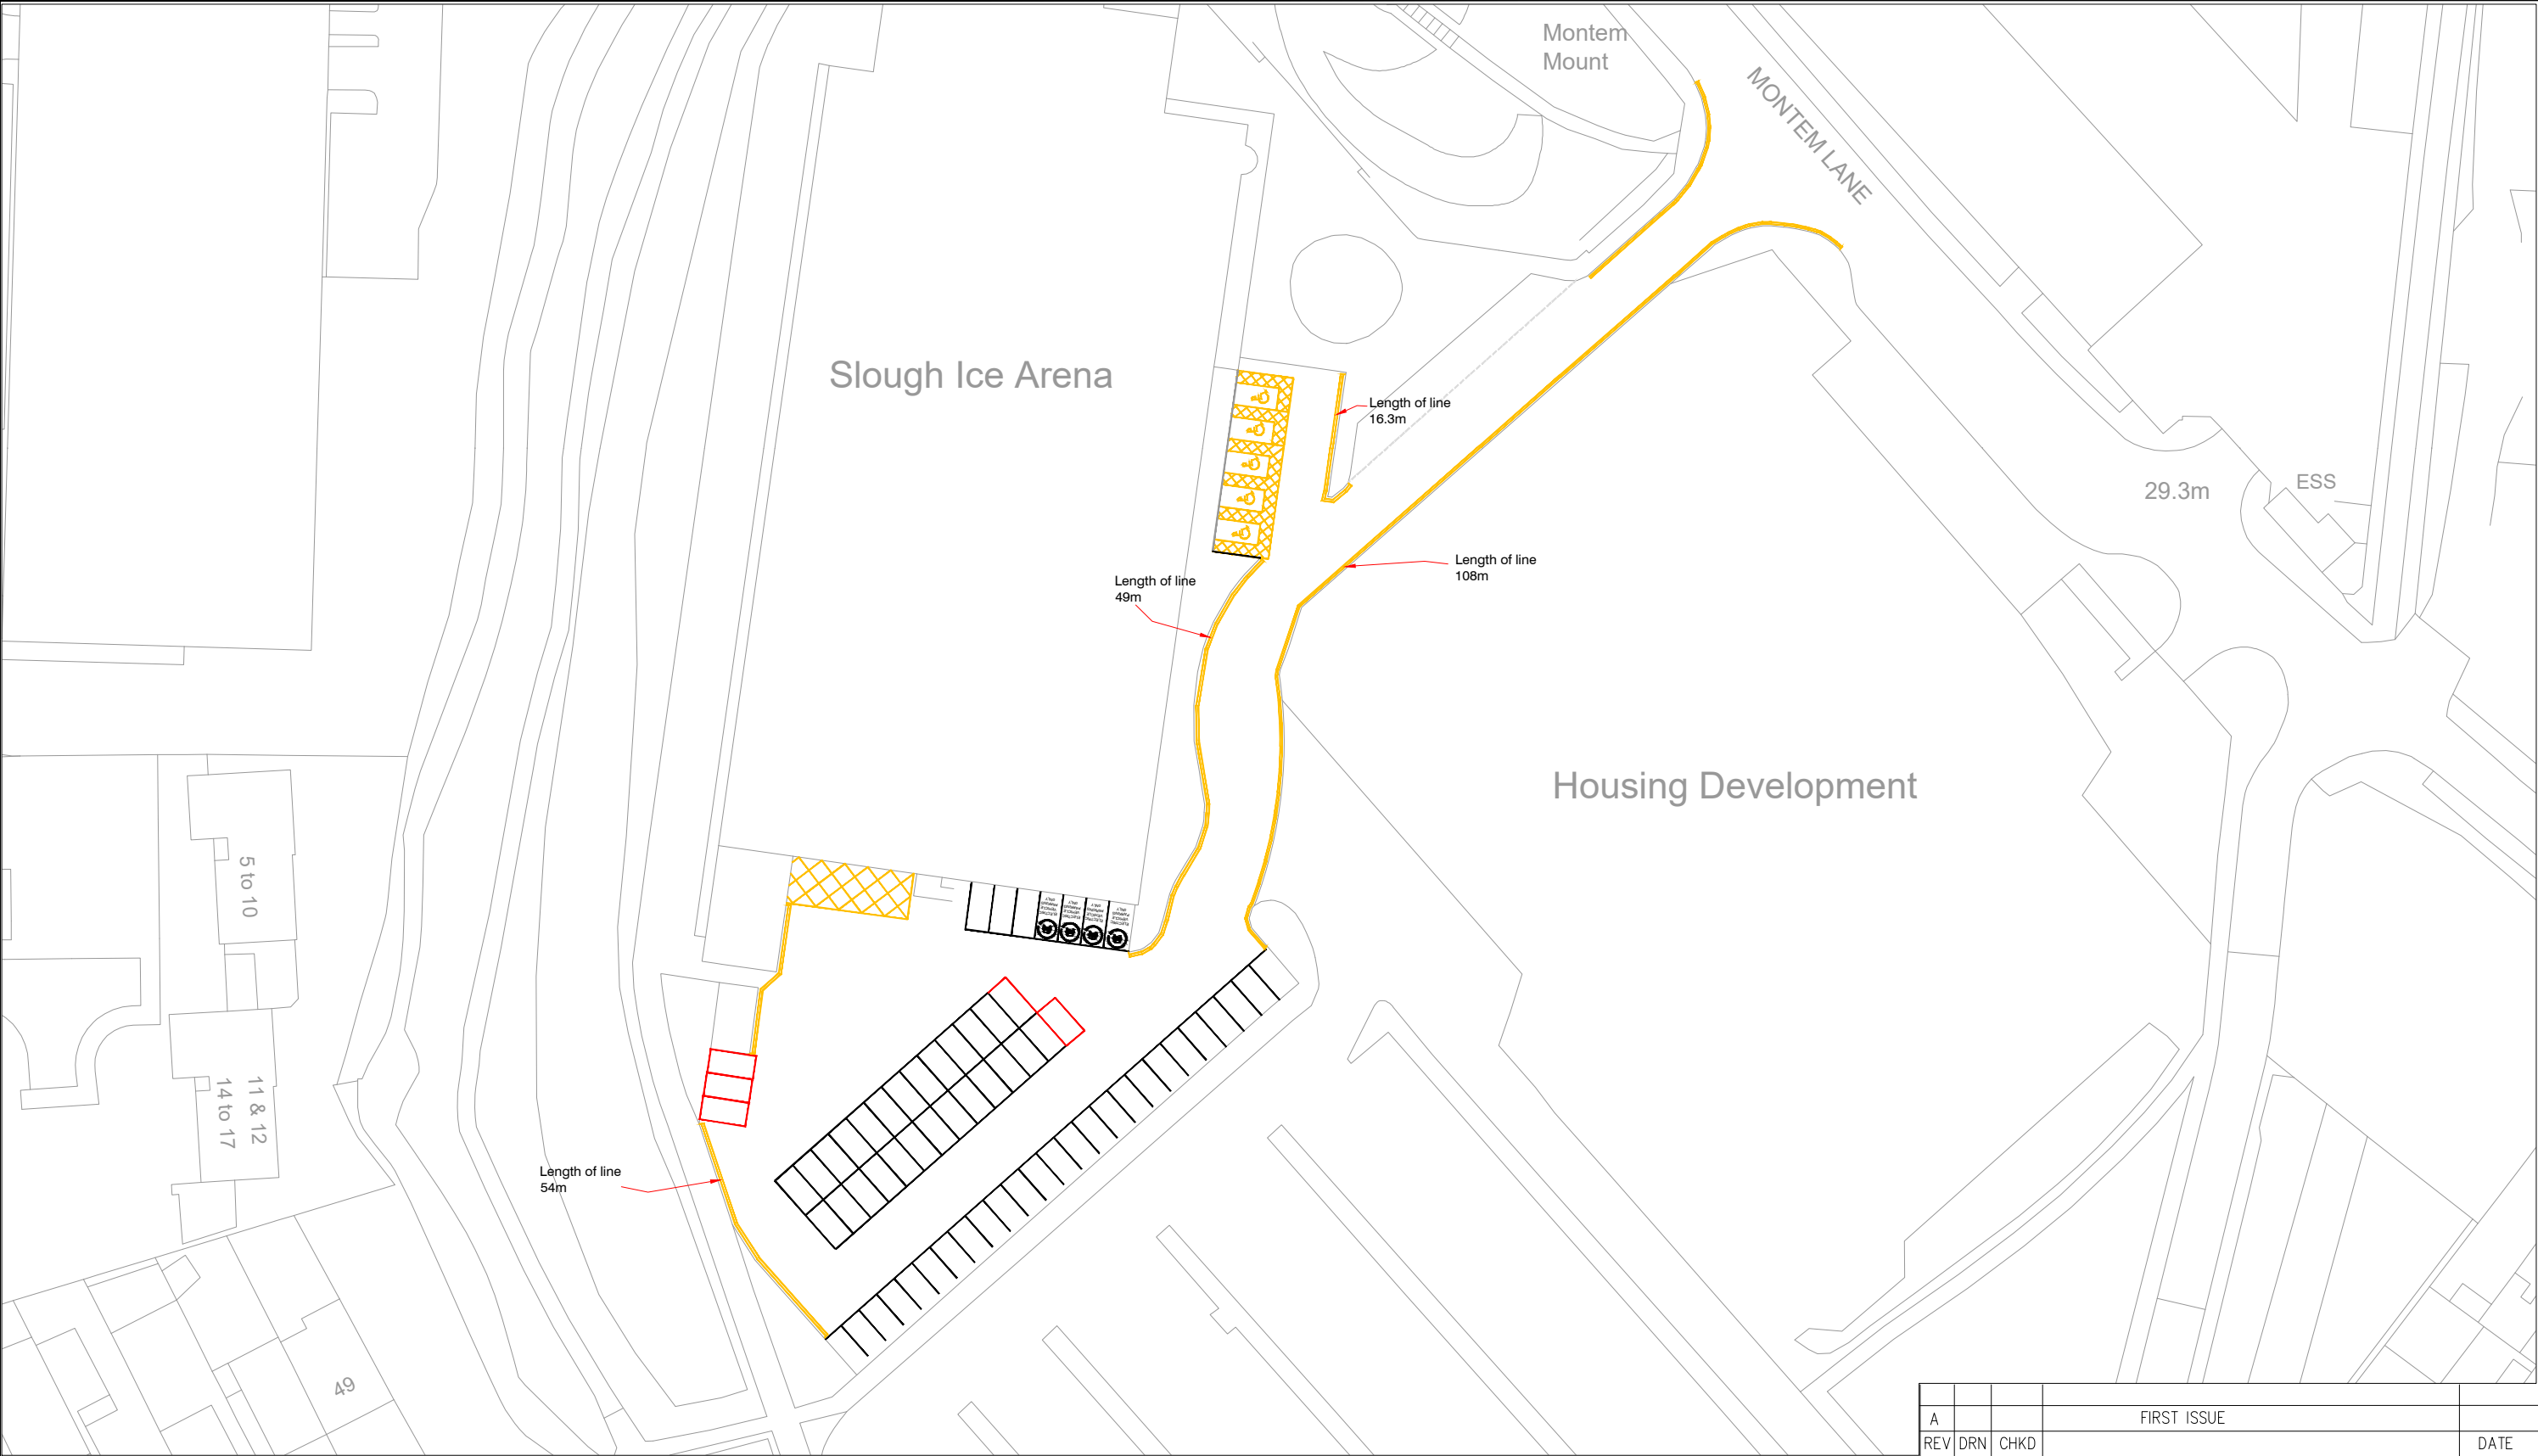 Montem
Mount
MONTEM LANE
Slough Ice Arena
Length of line
16.3m
29.3m
ESS
Length of line
108m
Length of line
49m
Housing Development
5 to 10
11 & 12
14 to 17
Length of line
54m
49
A FIRST ISSUE
REV DRN CHKD DATE